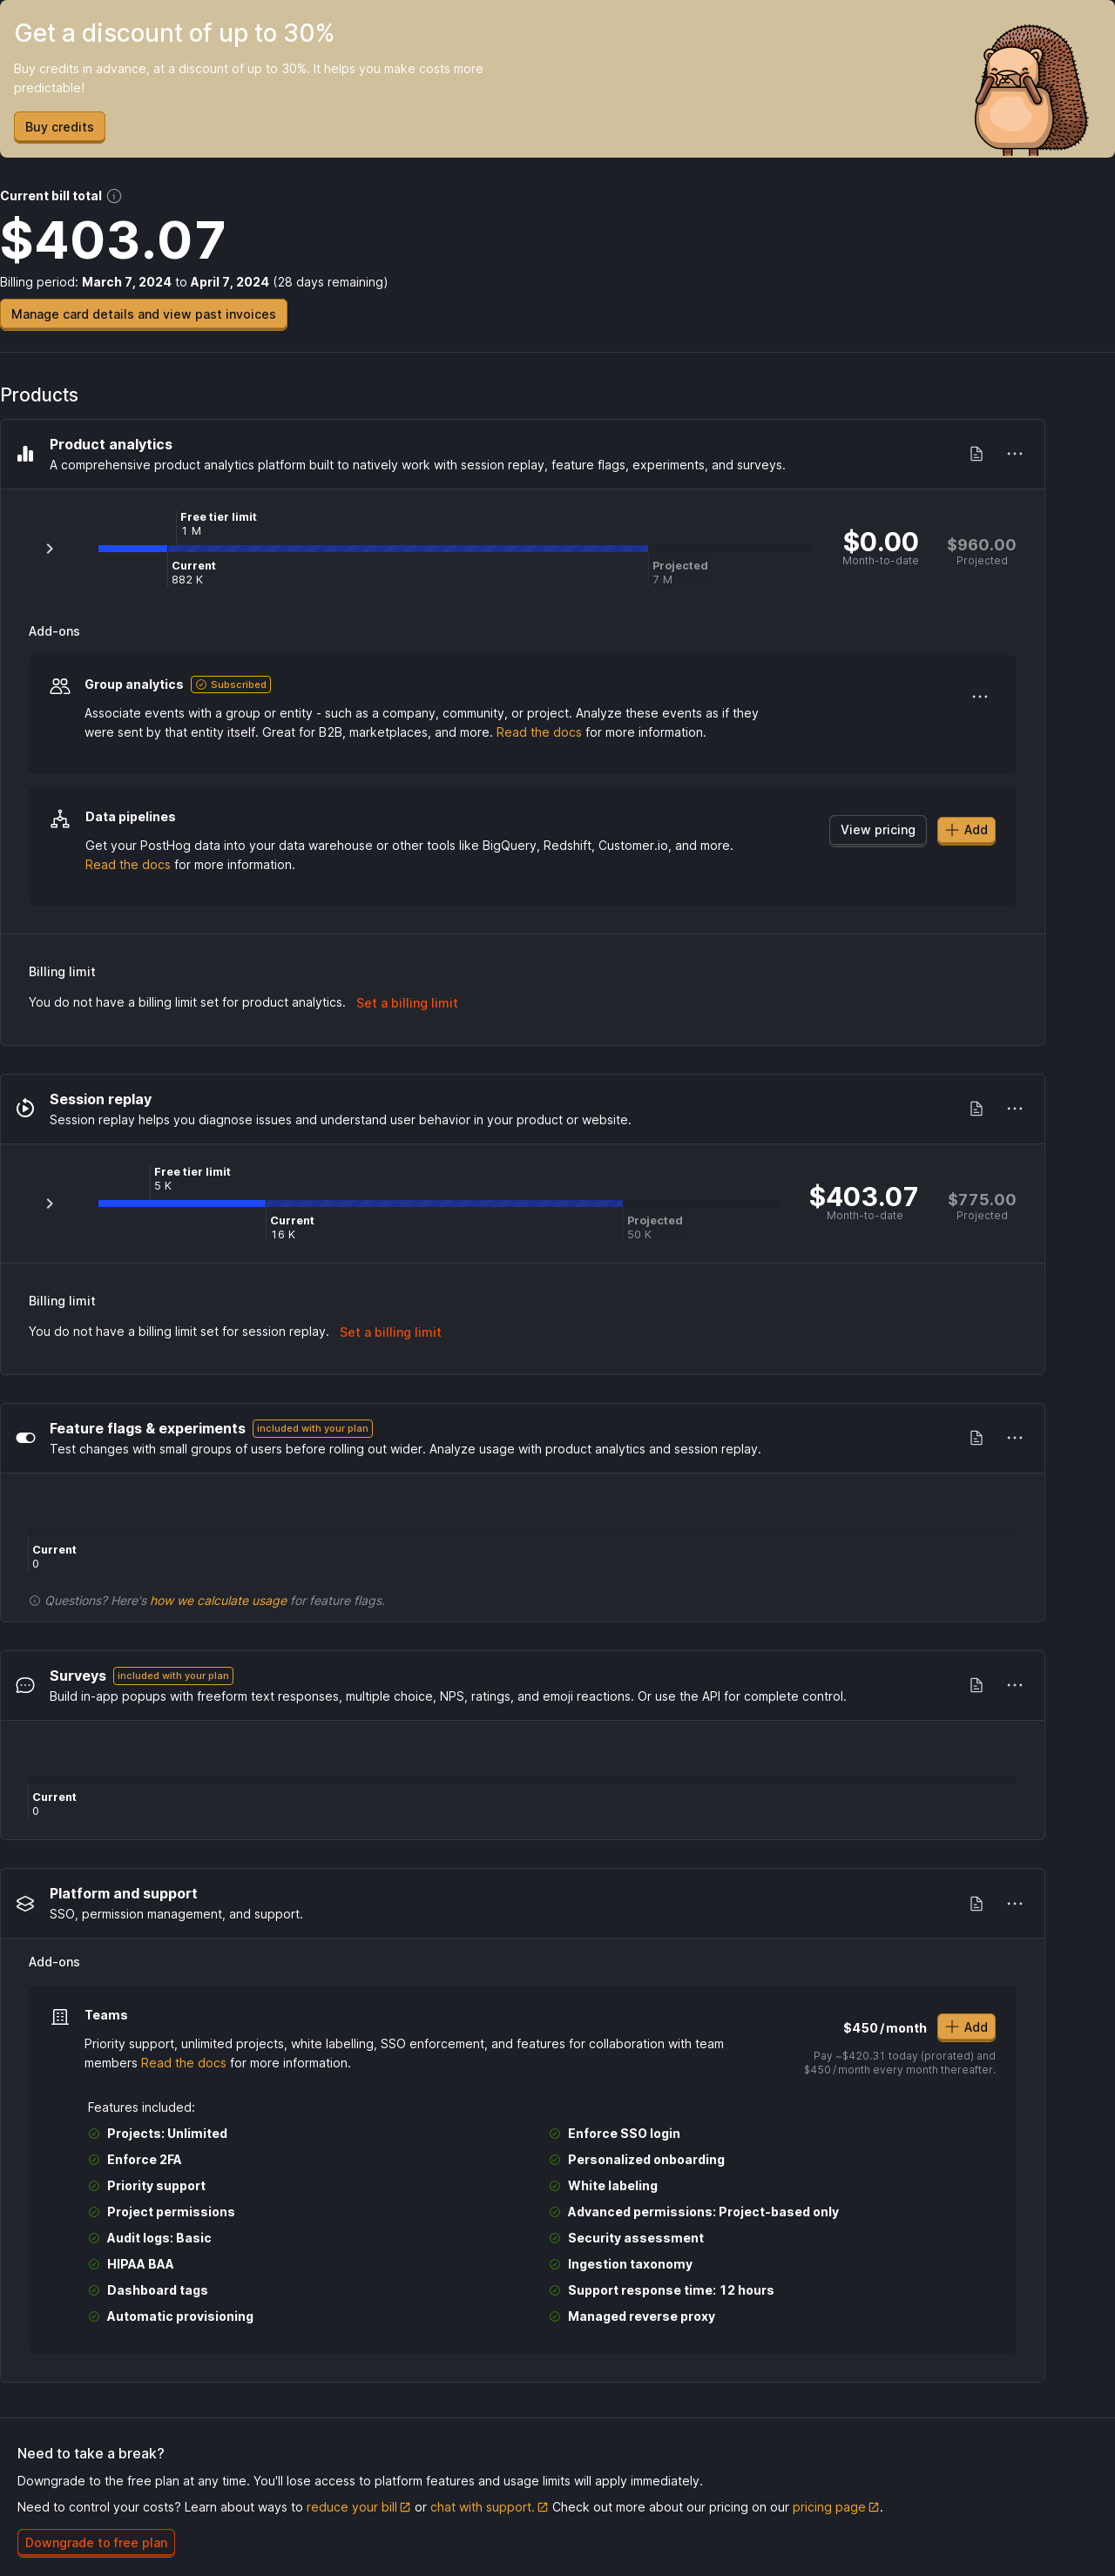 Get a discount of up to 30%
Buy credits in advance, at a discount of up to 30%. It helps you make costs more
predictable!
Buy credits
Current bill total
$403.07
Billing period: March 7, 2024 to April 7, 2024 (28 days remaining)
Manage card details and view past invoices
Products
Product analytics
A comprehensive product analytics platform built to natively work with session replay, feature flags, experiments, and surveys.
Free tier limit
1 M
Current
882 K
Projected
7 M
$0.00
Month-to-date
$960.00
Projected
Add-ons
Group analytics Subscribed
Associate events with a group or entity - such as a company, community, or project. Analyze these events as if they
were sent by that entity itself. Great for B2B, marketplaces, and more. Read the docs for more information.
Data pipelines
Get your PostHog data into your data warehouse or other tools like BigQuery, Redshift, Customer.io, and more.
Read the docs for more information.
View pricing
Add
Billing limit
You do not have a billing limit set for product analytics. Set a billing limit
Session replay
Session replay helps you diagnose issues and understand user behavior in your product or website.
Free tier limit
5 K
Current
16 K
Projected
50 K
$403.07
Month-to-date
$775.00
Projected
Billing limit
You do not have a billing limit set for session replay. Set a billing limit
Feature flags & experiments included with your plan
Test changes with small groups of users before rolling out wider. Analyze usage with product analytics and session replay.
Current
0
Questions? Here's how we calculate usage for feature flags.
Surveys included with your plan
Build in-app popups with freeform text responses, multiple choice, NPS, ratings, and emoji reactions. Or use the API for complete control.
Current
0
Platform and support
SSO, permission management, and support.
Add-ons
Teams
Priority support, unlimited projects, white labelling, SSO enforcement, and features for collaboration with team
members Read the docs for more information.
$450/month
Add
Pay ~$420.31 today (prorated) and
$450/month every month thereafter.
Features included:
Projects: Unlimited
Enforce SSO login
Enforce 2FA
Personalized onboarding
Priority support
White labeling
Project permissions
Advanced permissions: Project-based only
Audit logs: Basic
Security assessment
HIPAA BAA
Ingestion taxonomy
Dashboard tags
Support response time: 12 hours
Automatic provisioning
Managed reverse proxy
Need to take a break?
Downgrade to the free plan at any time. You'll lose access to platform features and usage limits will apply immediately.
Need to control your costs? Learn about ways to reduce your bill or chat with support. Check out more about our pricing on our pricing page.
Downgrade to free plan